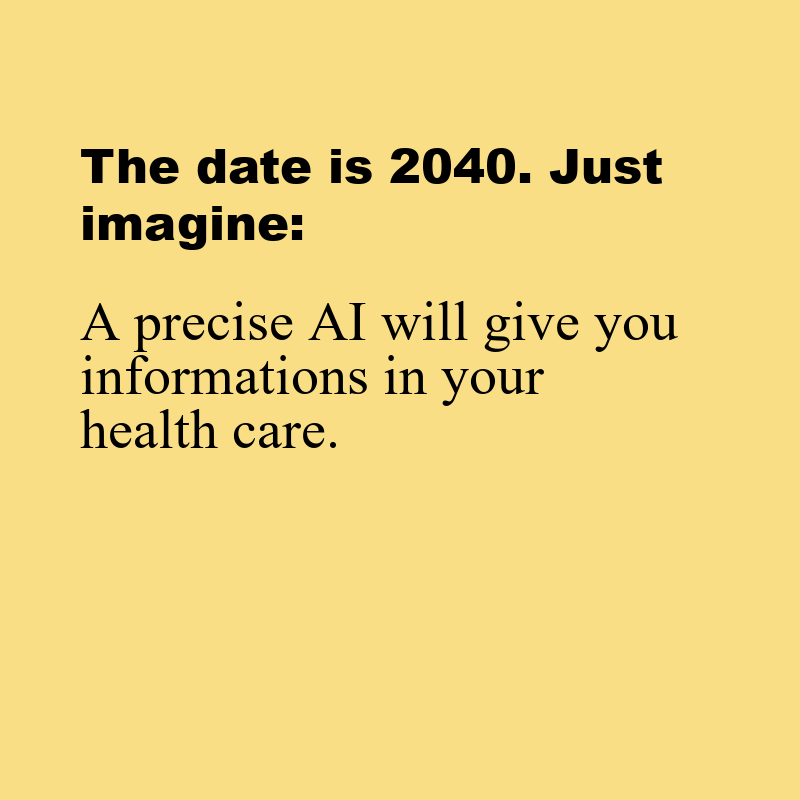 The date is 2040. Just
imagine:
A precise AI will give you
informations in your
health care.